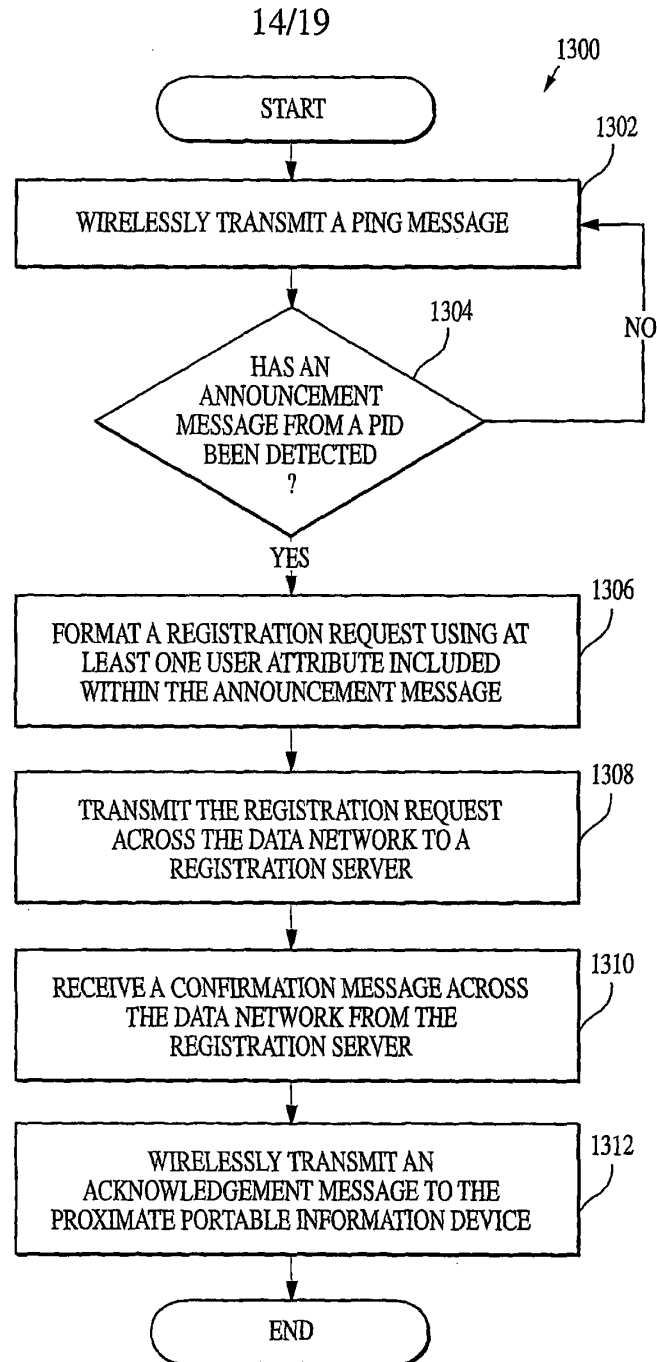 14/19
1300
START
1302
WIRELESSLY TRANSMIT A PING MESSAGE
1304
NO
HAS AN
ANNOUNCEMENT
MESSAGE FROM A PID
BEEN DETECTED
?
YES
1306
FORMAT A REGISTRATION REQUEST USING AT
LEAST ONE USER ATTRIBUTE INCLUDED
WITHIN THE ANNOUNCEMENT MESSAGE
1308
TRANSMIT THE REGISTRATION REQUEST
ACROSS THE DATA NETWORK TO A
REGISTRATION SERVER
1310
RECEIVE A CONFIRMATION MESSAGE ACROSS
THE DATA NETWORK FROM THE
REGISTRATION SERVER
1312
WIRELESSLY TRANSMIT AN
ACKNOWLEDGEMENT MESSAGE TO THE
PROXIMATE PORTABLE INFORMATION DEVICE
END